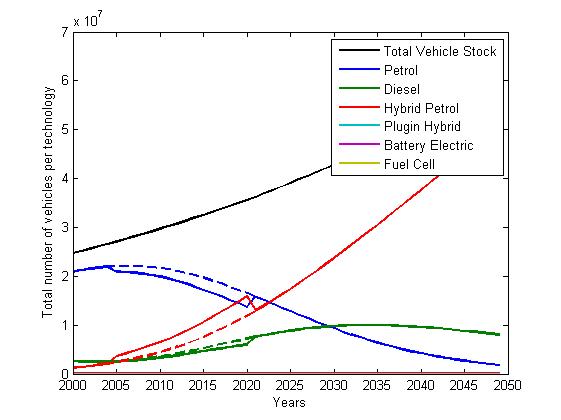 x 10^7
7
6
5
4
3
2
1
0
2000 2005 2010 2015 2020 2025 2030 2035 2040 2045 2050
Years
Total number of vehicles per technology
Total Vehicle Stock
Petrol
Diesel
Hybrid Petrol
Plugin Hybrid
Battery Electric
Fuel Cell